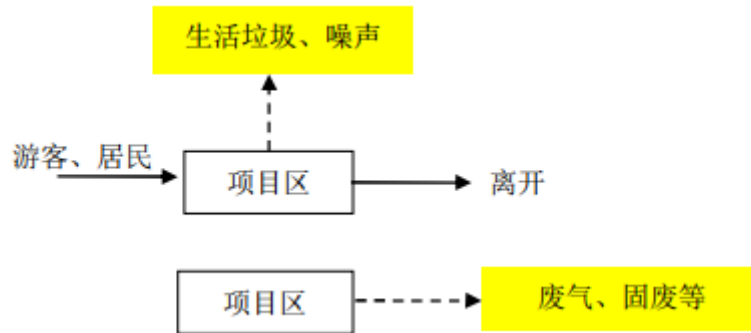 生活垃圾、噪声
游客、居民
项目区
离开
项目区
废气、固废等